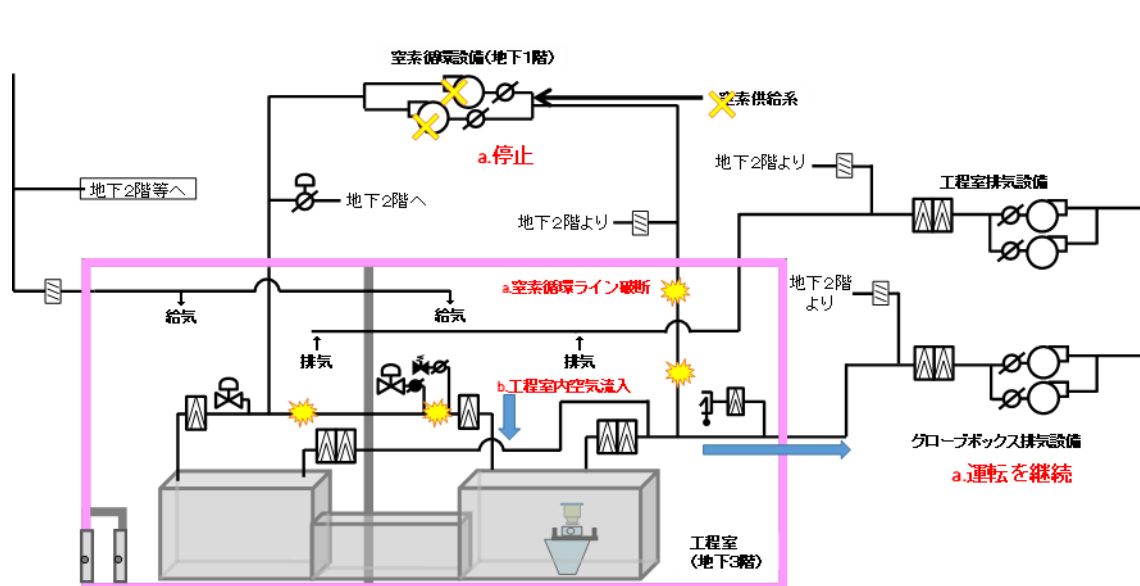 窒素循環設備(地下1階)
窒素供給系
a.停止
地下2階より
地下2階等へ
地下2階へ
工程室排気設備
地下2階より
a.窒素循環ライン破断
地下2階
より
給気
給気
排気
排気
b.工程室内空気流入
グローブボックス排気設備
a.運転を継続
工程室
(地下3階)